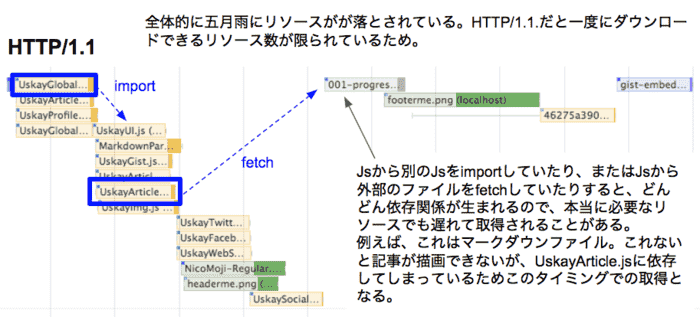 全体的に五月雨にリソースがが落とされている。HTTP/1.1.だと一度にダウンロ
ードできるリソース数が限られているため。
HTTP/1.1
UskayGlobal...
import
UskayArticle...
UskayProfile...
UskayGlobal...
UskayUI.js (...
MarkdownPar...
UskayGist.js...
UskayArticl...
UskayArticle...
UskayImg.js ...
fetch
UskayTwitt...
UskayFaceb...
UskayWebS...
NicoMoji-Regular...
headerme.png (...
UskaySocial...
001-progres...
footerme.png (localhost)
46275a390...
gist-embed...
Jsから別のJsをimportしていたり、またはJsから
外部のファイルをfetchしていたりすると、どん
どん依存関係が生まれるので、本当に必要なリ
ソースでも遅れて取得されることがある。
例えば、これはマークダウンファイル。これないと
記事が描画できないが、UskayArticle.jsに依存
してしまっているためこのタイミングでの取得と
なる。